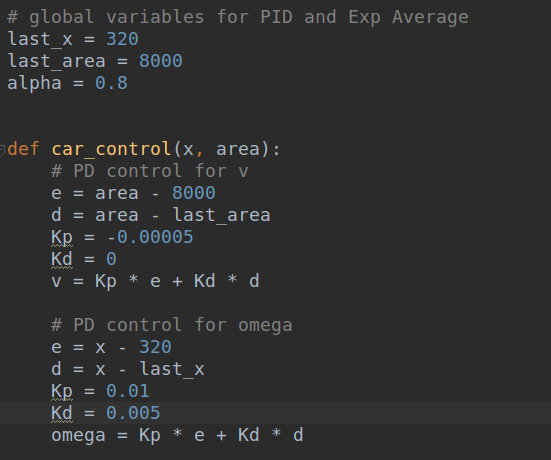 # global variables for PID and Exp Average
last_x = 320
last_area = 8000
alpha = 0.8
def car_control(x, area):
# PD control for v
e = area - 8000
d = area - last_area
Kp = -0.00005
Kd = 0
v = Kp * e + Kd * d
# PD control for omega
e = x - 320
d = x - last_x
Kp = 0.01
Kd = 0.005
omega = Kp * e + Kd * d